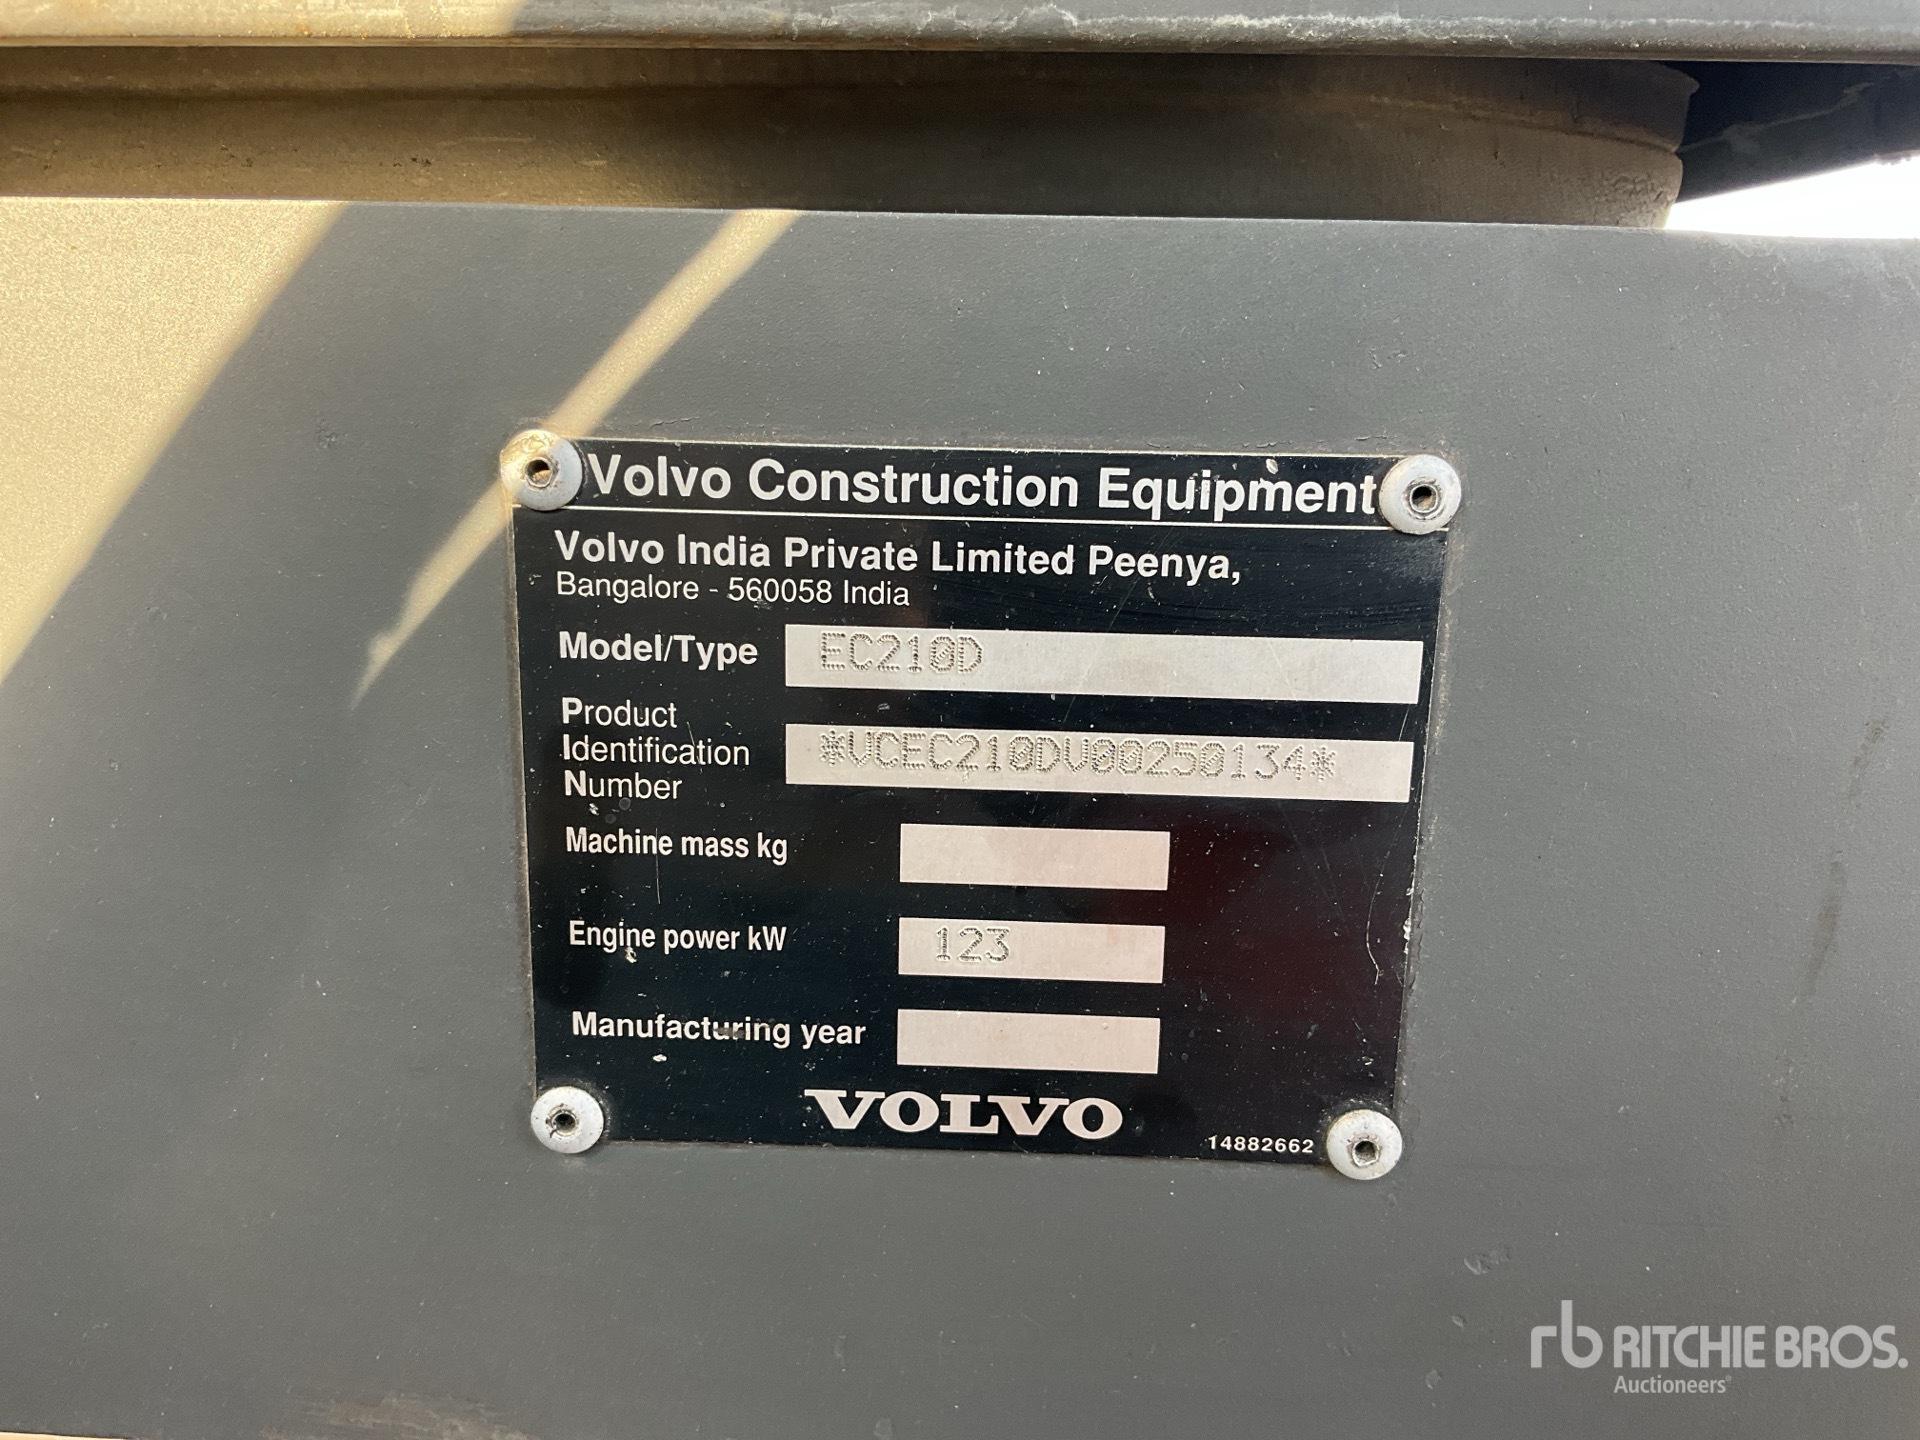 Volvo Construction Equipment
Volvo India Private Limited Peenya,
Bangalore - 560058 India
Model/Type EC210D
Product
Identification *VCEC210DV00250134*
Number
Machine mass kg
Engine power kW 123
Manufacturing year
VOLVO
14882662
rb RITCHIE BROS.
Auctioneers